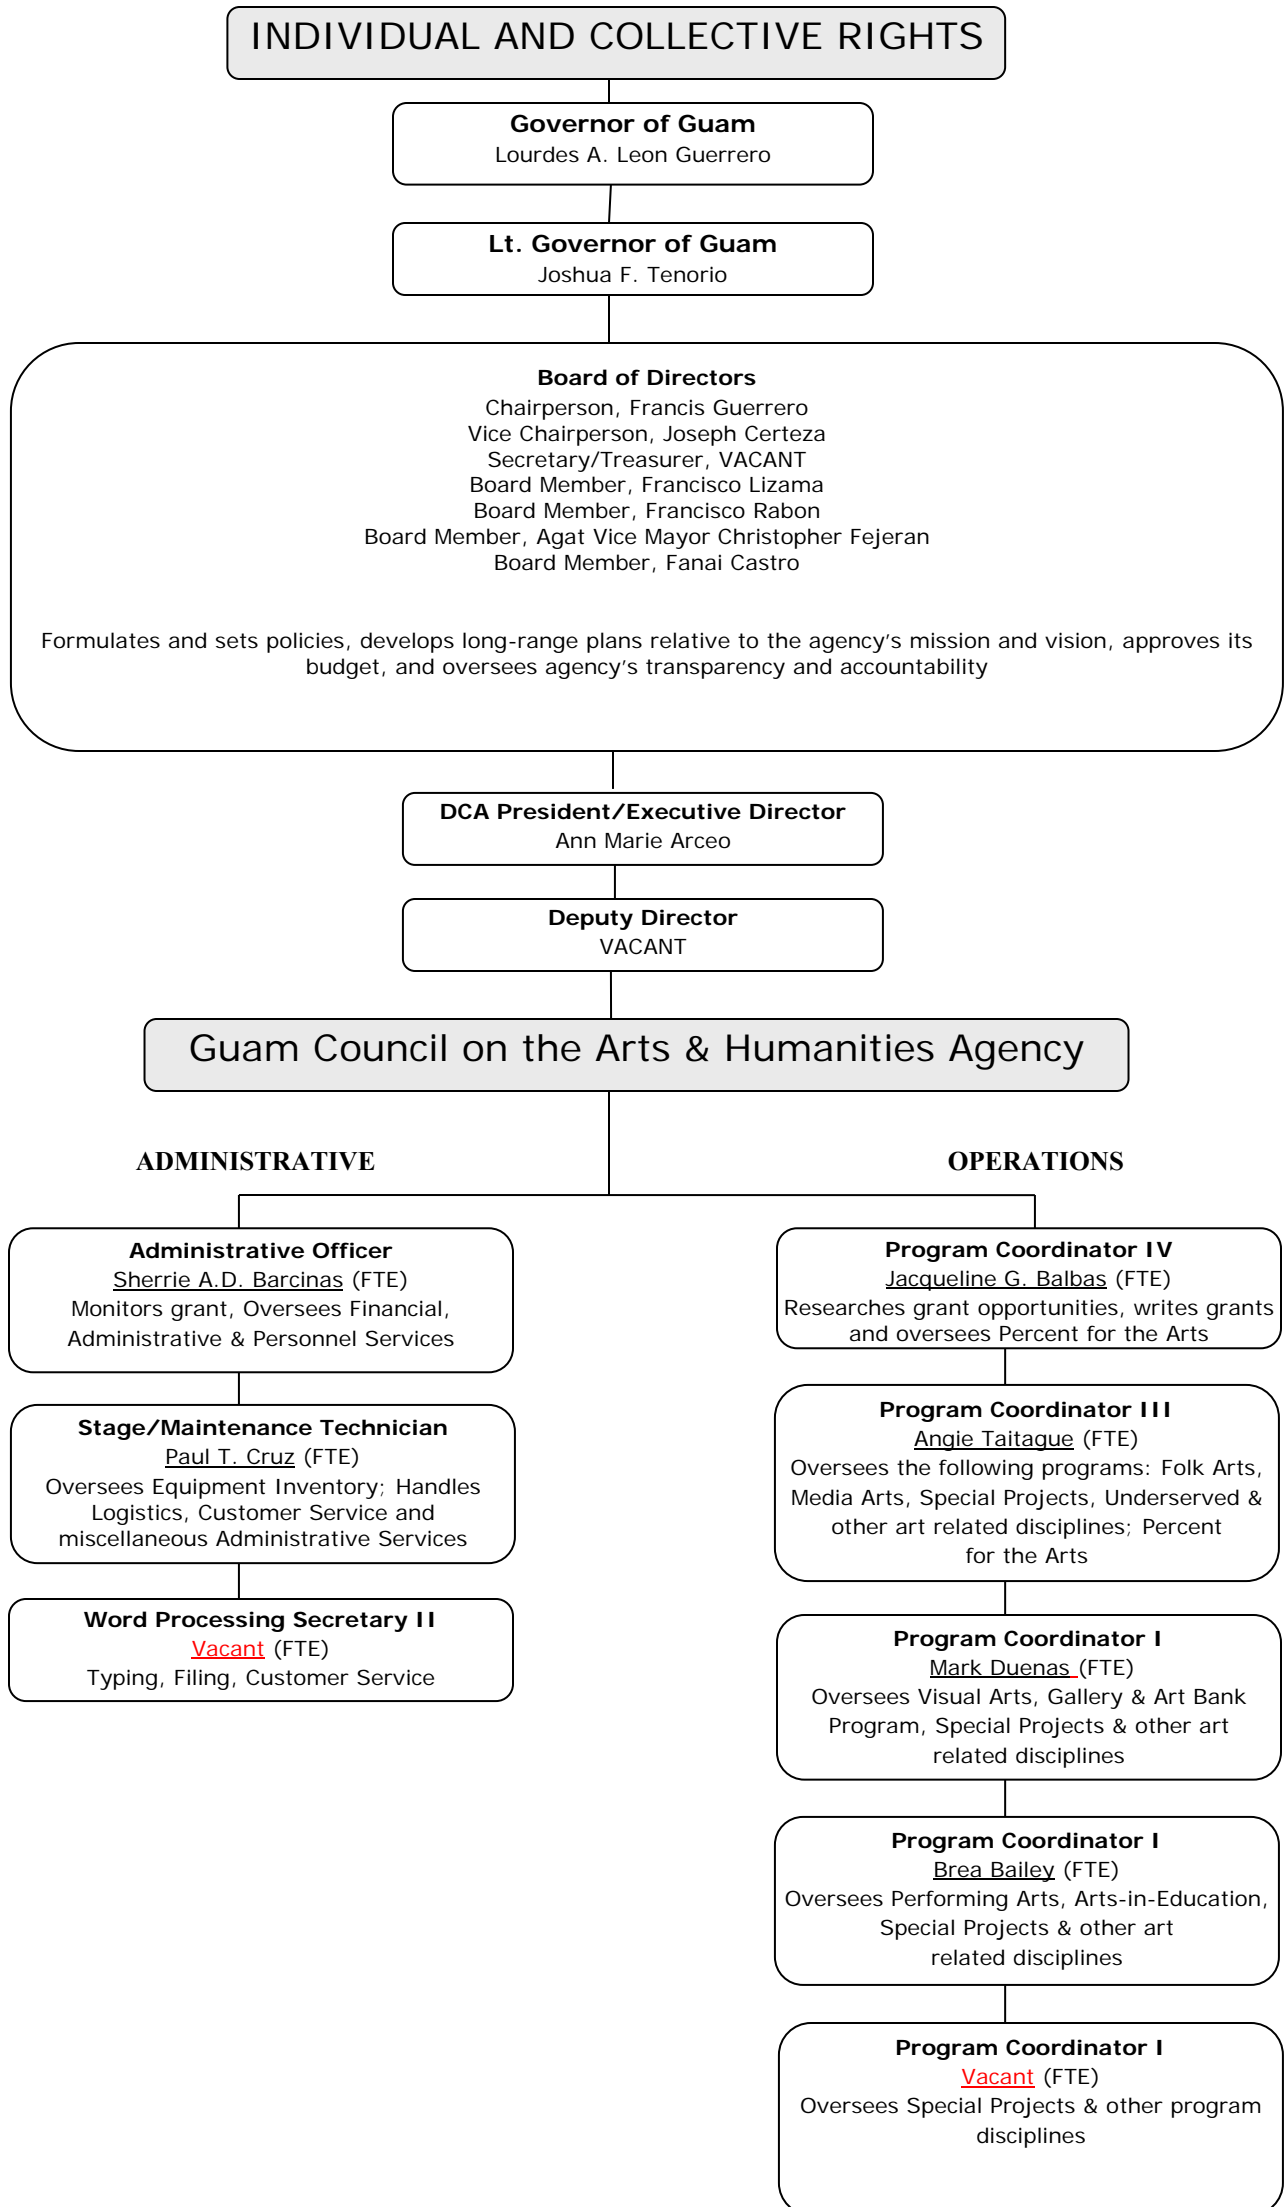 INDIVIDUAL AND COLLECTIVE RIGHTS
Governor of Guam
Lourdes A. Leon Guerrero
Lt. Governor of Guam
Joshua F. Tenorio
Board of Directors
Chairperson, Francis Guerrero
Vice Chairperson, Joseph Certeza
Secretary/Treasurer, VACANT
Board Member, Francisco Lizama
Board Member, Francisco Rabon
Board Member, Agat Vice Mayor Christopher Fejeran
Board Member, Fanai Castro
Formulates and sets policies, develops long-range plans relative to the agency's mission and vision, approves its
budget, and oversees agency's transparency and accountability
DCA President/Executive Director
Ann Marie Arceo
Deputy Director
VACANT
Guam Council on the Arts & Humanities Agency
ADMINISTRATIVE
Administrative Officer
Sherrie A.D. Barcinas (FTE)
Monitors grant, Oversees Financial,
Administrative & Personnel Services
Stage/Maintenance Technician
Paul T. Cruz (FTE)
Oversees Equipment Inventory; Handles
Logistics, Customer Service and
miscellaneous Administrative Services
Word Processing Secretary II
Vacant (FTE)
Typing, Filing, Customer Service
OPERATIONS
Program Coordinator IV
Jacqueline G. Balbas (FTE)
Researches grant opportunities, writes grants
and oversees Percent for the Arts
Program Coordinator III
Angie Taitague (FTE)
Oversees the following programs: Folk Arts,
Media Arts, Special Projects, Underserved &
other art related disciplines; Percent
for the Arts
Program Coordinator I
Mark Duenas (FTE)
Oversees Visual Arts, Gallery & Art Bank
Program, Special Projects & other art
related disciplines
Program Coordinator I
Brea Bailey (FTE)
Oversees Performing Arts, Arts-in-Education,
Special Projects & other art
related disciplines
Program Coordinator I
Vacant (FTE)
Oversees Special Projects & other program
disciplines